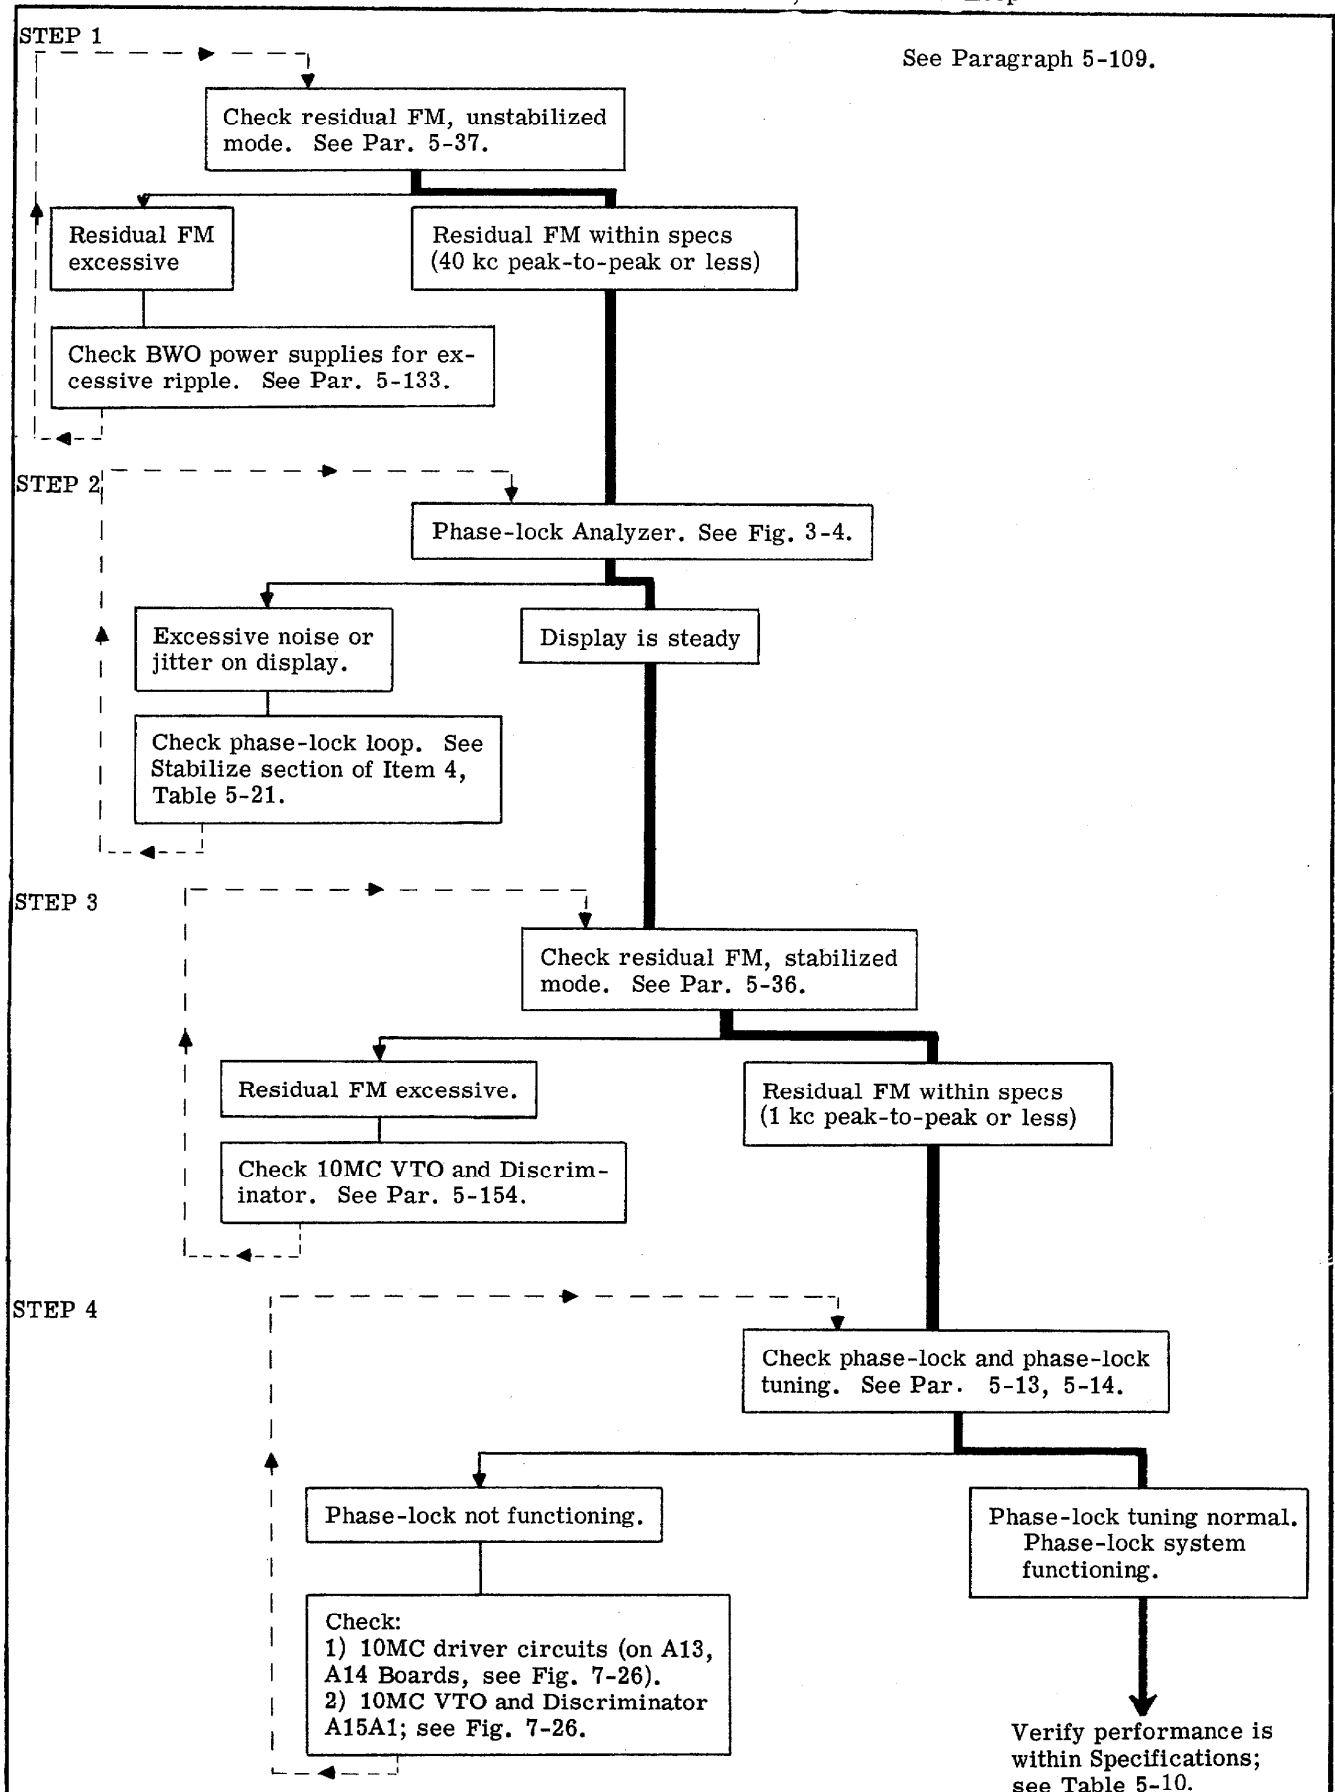 Loop
STEP 1
See Paragraph 5-109.
Check residual FM, unstabilized
mode. See Par. 5-37.
Residual FM
excessive
Residual FM within specs
(40 kc peak-to-peak or less)
Check BWO power supplies for ex-
cessive ripple. See Par. 5-133.
STEP 2
Phase-lock Analyzer. See Fig. 3-4.
Excessive noise or
jitter on display.
Display is steady
Check phase-lock loop. See
Stabilize section of Item 4,
Table 5-21.
STEP 3
Check residual FM, stabilized
mode. See Par. 5-36.
Residual FM excessive.
Residual FM within specs
(1 kc peak-to-peak or less)
Check 10MC VTO and Discrim-
inator. See Par. 5-154.
STEP 4
Check phase-lock and phase-lock
tuning. See Par. 5-13, 5-14.
Phase-lock not functioning.
Phase-lock tuning normal.
Phase-lock system
functioning.
Check:
1) 10MC driver circuits (on A13,
A14 Boards, see Fig. 7-26).
2) 10MC VTO and Discriminator
A15A1; see Fig. 7-26.
Verify performance is
within Specifications;
see Table 5-10.